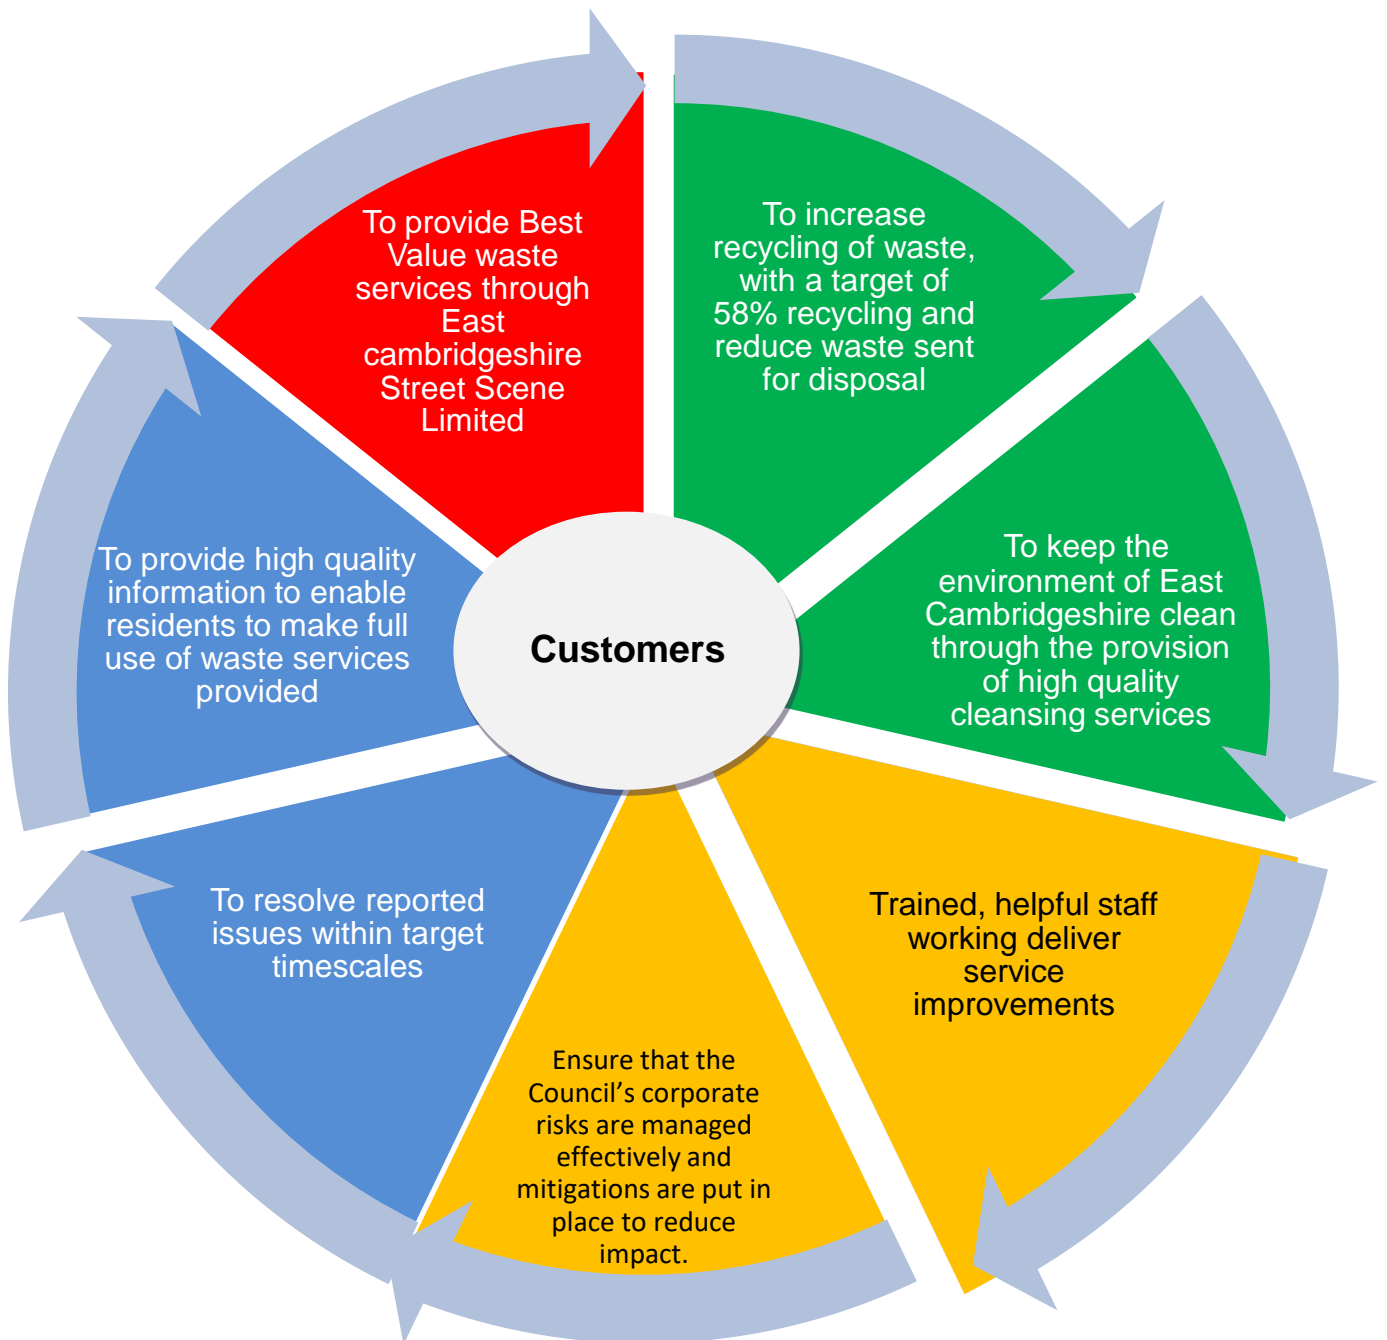 To provide Best
Value waste
services through
East
cambridgeshire
Street Scene
Limited
To increase
recycling of waste,
with a target of
58% recycling and
reduce waste sent
for disposal
To keep the
environment of East
Cambridgeshire clean
through the provision
of high quality
cleansing services
Trained, helpful staff
working deliver
service
improvements
Ensure that the
Council’s corporate
risks are managed
effectively and
mitigations are put in
place to reduce
impact.
To resolve reported
issues within target
timescales
To provide high quality
information to enable
residents to make full
use of waste services
provided
Customers